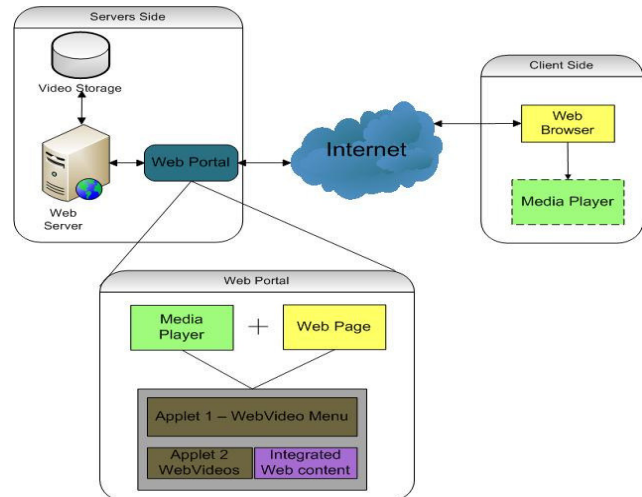 Servers Side
Video Storage
Web
Server
Web Portal
Internet
Client Side
Web
Browser
Media Player
Web Portal
Media
Player
+
Web Page
Applet 1 – WebVideo Menu
Applet 2
WebVideos
Integrated
Web content